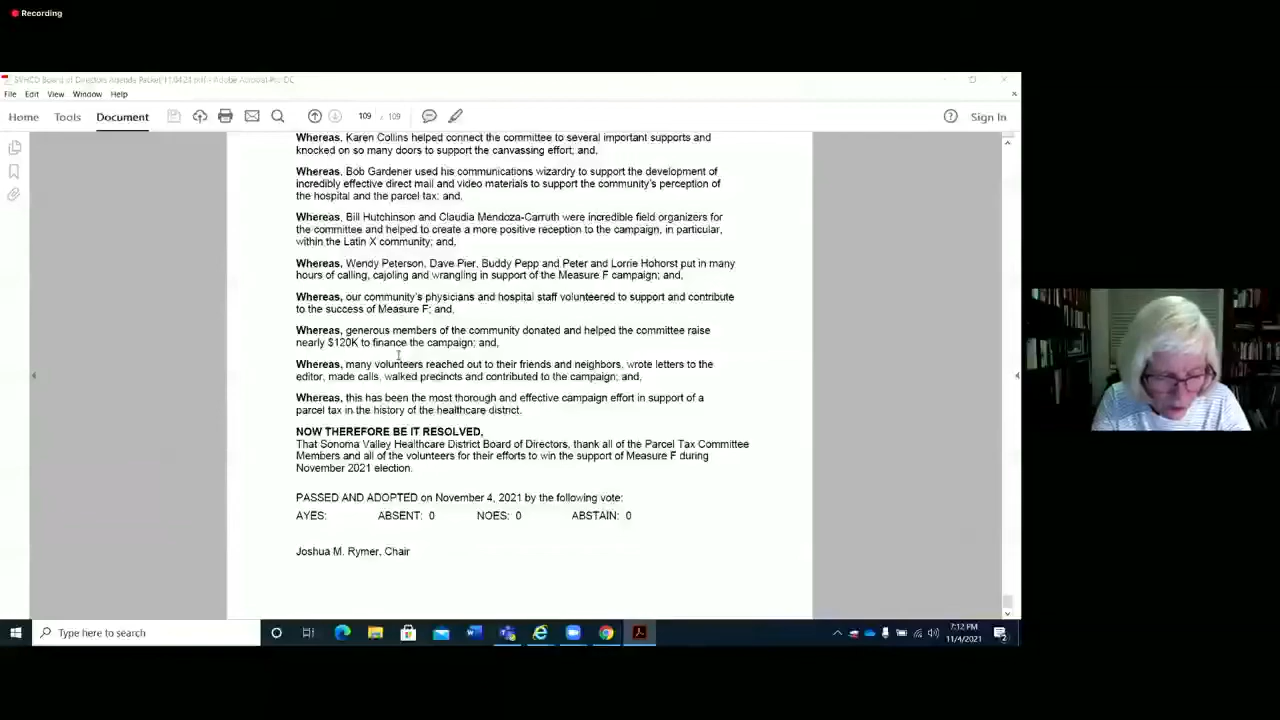 Recording
SVHCD Board of Directors Agenda Packet 11.04.21.pdf - Adobe Acrobat Pro DC
File Edit View Window Help
Home Tools Document 109 / 109 Sign In
Whereas, Karen Collins helped connect the committee to several important supports and
knocked on so many doors to support the canvassing effort; and,
Whereas, Bob Gardener used his communications wizardry to support the development of
incredibly effective direct mail and video materials to support the community's perception of
the hospital and the parcel tax; and,
Whereas, Bill Hutchinson and Claudia Mendoza-Carruth were incredible field organizers for
the committee and helped to create a more positive reception to the campaign, in particular,
within the Latin X community; and,
Whereas, Wendy Peterson, Dave Pier, Buddy Pepp and Peter and Lorrie Hohorst put in many
hours of calling, cajoling and wrangling in support of the Measure F campaign; and,
Whereas, our community's physicians and hospital staff volunteered to support and contribute
to the success of Measure F; and,
Whereas, generous members of the community donated and helped the committee raise
nearly $120K to finance the campaign; and,
Whereas, many volunteers reached out to their friends and neighbors, wrote letters to the
editor, made calls, walked precincts and contributed to the campaign; and,
Whereas, this has been the most thorough and effective campaign effort in support of a
parcel tax in the history of the healthcare district.
NOW THEREFORE BE IT RESOLVED,
That Sonoma Valley Healthcare District Board of Directors, thank all of the Parcel Tax Committee
Members and all of the volunteers for their efforts to win the support of Measure F during
November 2021 election.
PASSED AND ADOPTED on November 4, 2021 by the following vote:
AYES: ABSENT: 0 NOES: 0 ABSTAIN: 0
Joshua M. Rymer, Chair
Type here to search
7:12 PM
11/4/2021